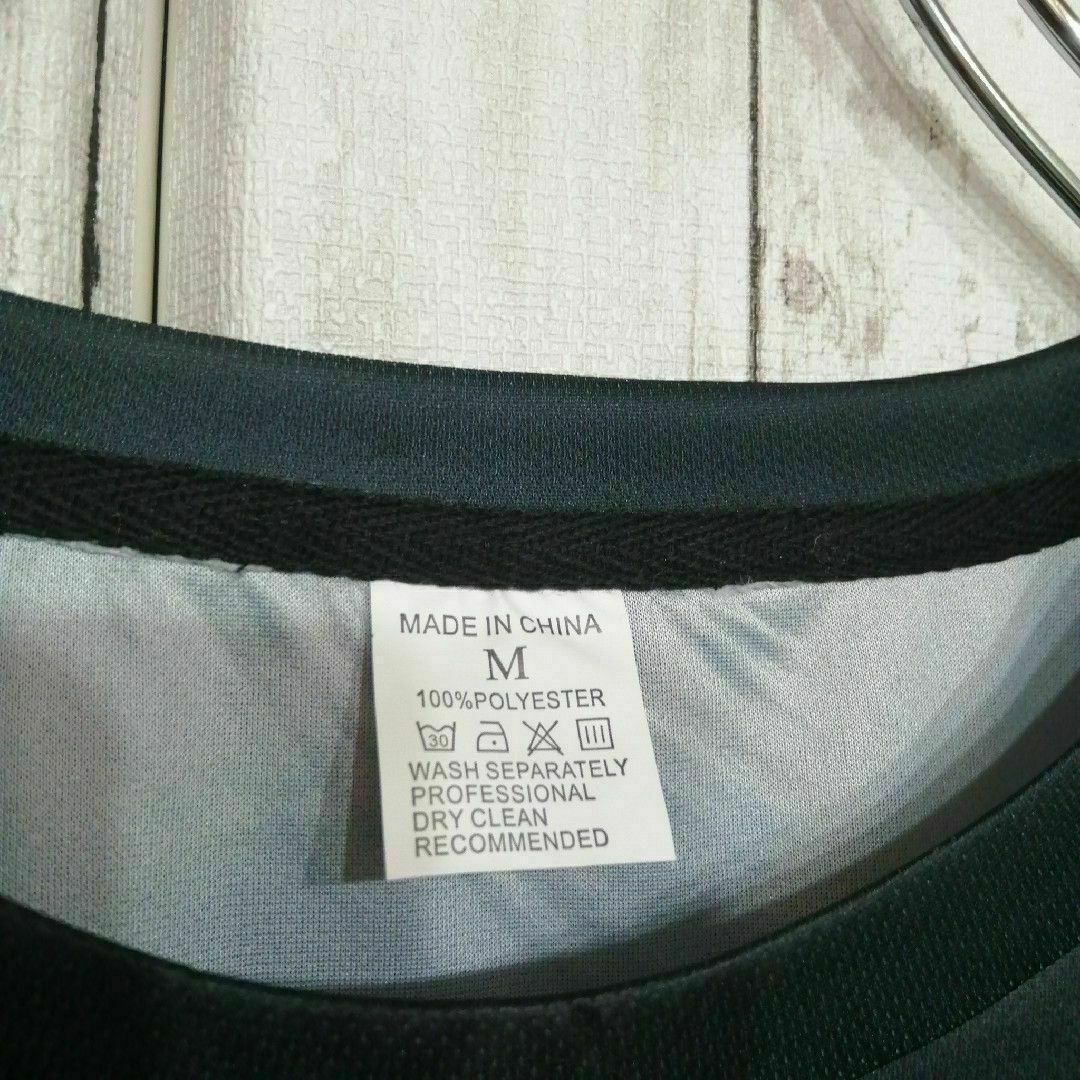 MADE IN CHINA
M
100%POLYESTER
30
WASH SEPARATELY
PROFESSIONAL
DRY CLEAN
RECOMMENDED